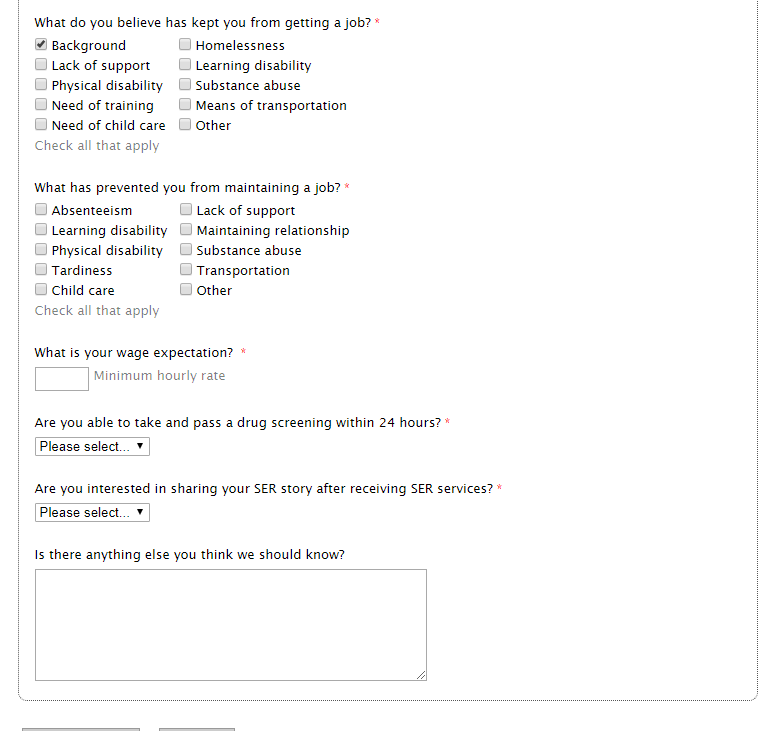 What do you believe has kept you from getting a job? *
Background Homelessness
Lack of support Learning disability
Physical disability Substance abuse
Need of training Means of transportation
Need of child care Other
Check all that apply
What has prevented you from maintaining a job? *
Absenteeism Lack of support
Learning disability Maintaining relationship
Physical disability Substance abuse
Tardiness Transportation
Child care Other
Check all that apply
What is your wage expectation? *
Minimum hourly rate
Are you able to take and pass a drug screening within 24 hours? *
Please select...
Are you interested in sharing your SER story after receiving SER services? *
Please select...
Is there anything else you think we should know?